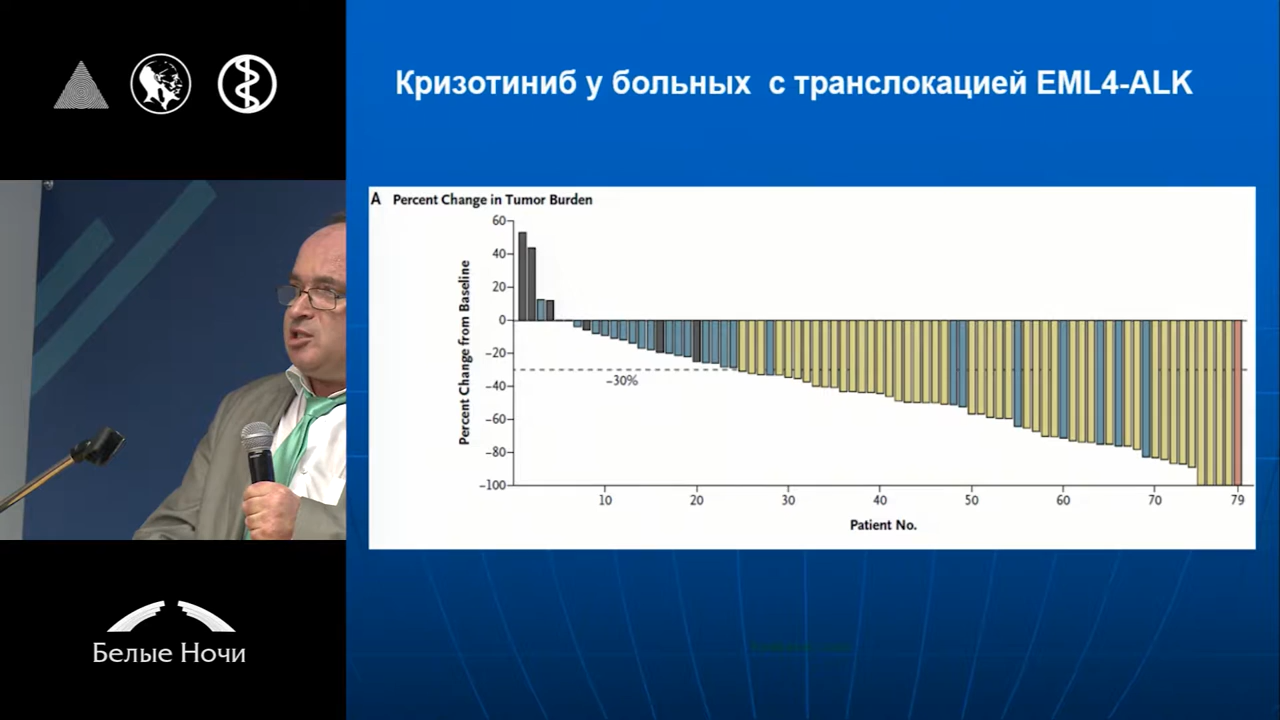 Кризотиниб у больных с транслокацией EML4-ALK
A Percent Change in Tumor Burden
Percent Change from Baseline
60
40
20
0
−20
−40
−60
−80
−100
−30%
10 20 30 40 50 60 70 79
Patient No.
Белые Ночи